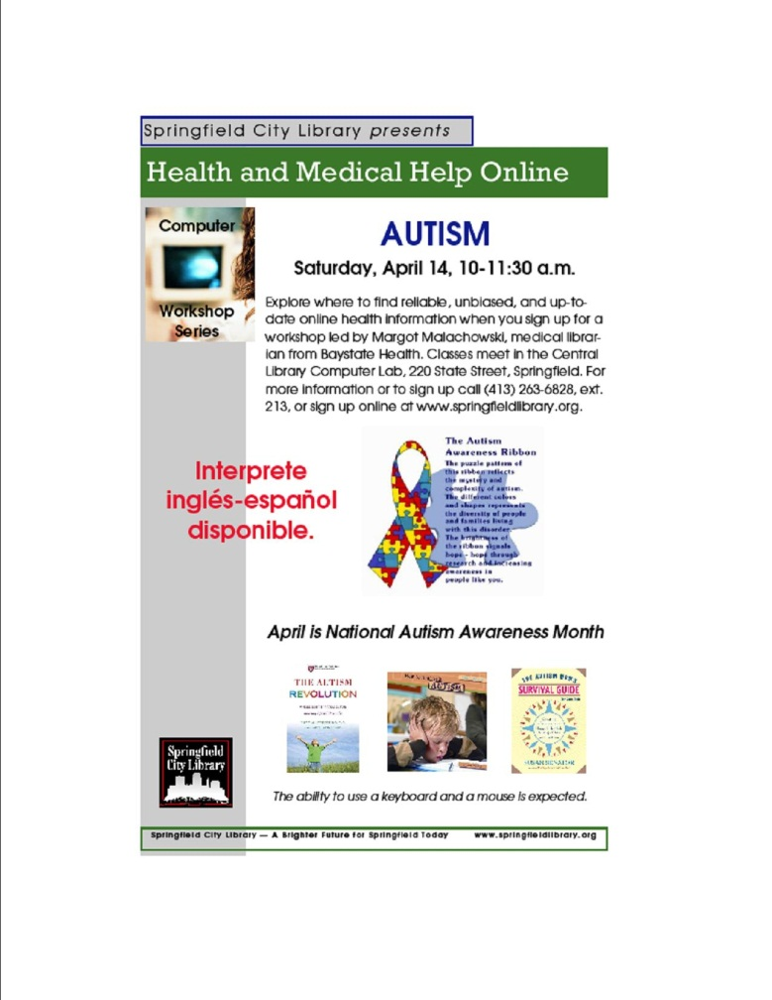 Springfield City Library presents
Health and Medical Help Online
Computer
Workshop
Series
AUTISM
Saturday, April 14, 10-11:30 a.m.
Explore where to find reliable, unbiased, and up-to-
date online health information when you sign up for a
workshop led by Margot Malachowski, medical librar-
ian from Baystate Health. Classes meet in the Central
Library Computer Lab, 220 State Street, Springfield. For
more information or to sign up call (413) 263-6828, ext.
213, or sign up online at www.springfieldlibrary.org.
Interprete
inglés-español
disponible.
The Autism
Awareness Ribbon
The puzzle pattern of
this ribbon reflects
the mystery and
complexity of autism.
The different colors
and shapes represents
the diversity of people
and families living
with this disorder.
The brightness of
the ribbon signals
hope - hope through
research and increasing
awareness in
people like you.
April is National Autism Awareness Month
THE AUTISM
REVOLUTION
AUTISM
THE AUTISM MOM'S
SURVIVAL GUIDE
Springfield
City Library
The ability to use a keyboard and a mouse is expected.
Springfield City Library — A Brighter Future for Springfield Today www.springfieldlibrary.org